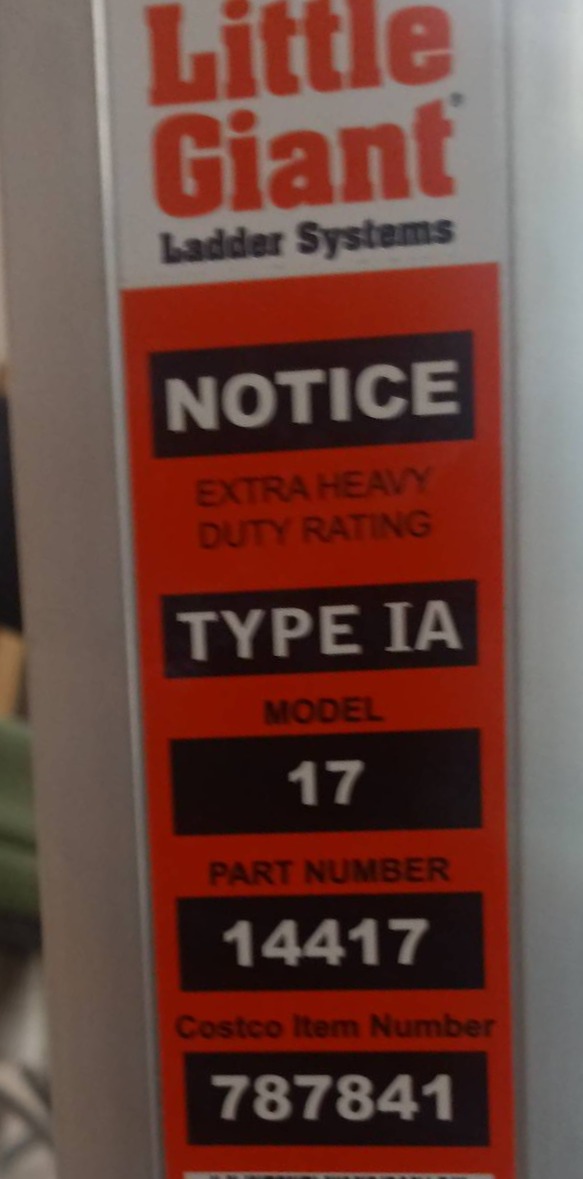 Little
Giant®
Ladder Systems
NOTICE
EXTRA HEAVY
DUTY RATING
TYPE IA
MODEL
17
PART NUMBER
14417
Costco Item Number
787841